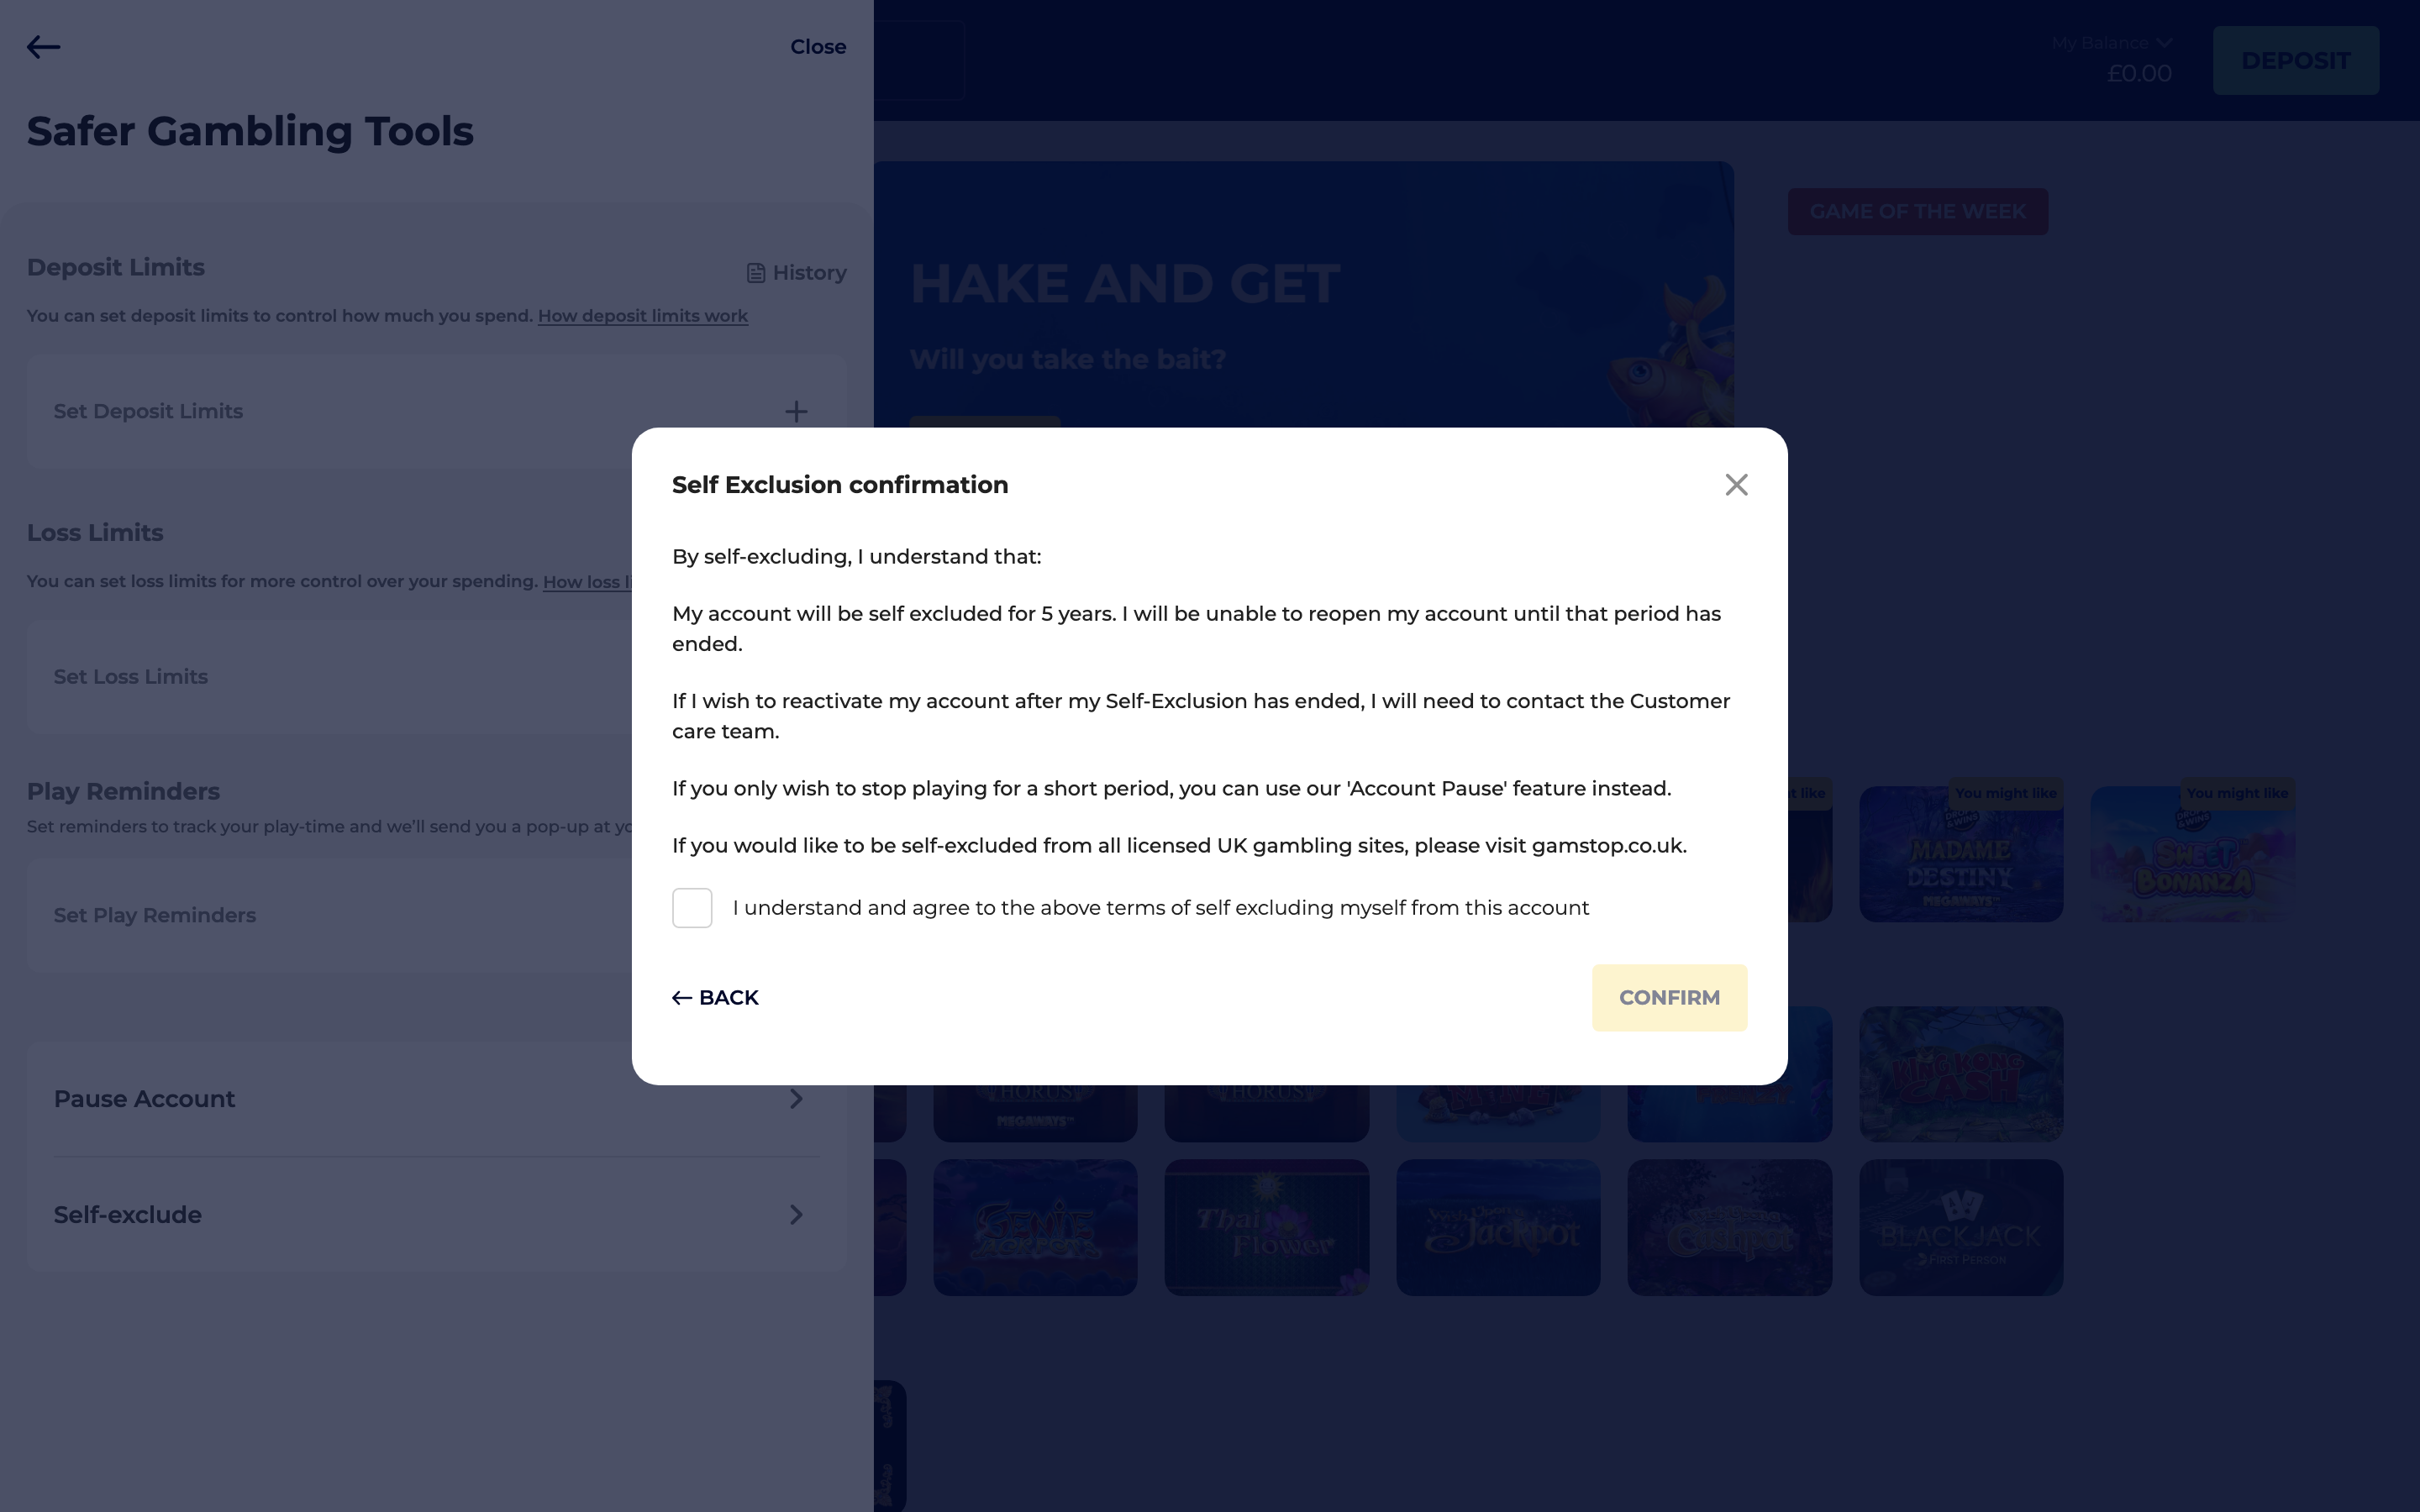 Close
My Balance
£0.00
DEPOSIT
Safer Gambling Tools
GAME OF THE WEEK
Deposit Limits
History
You can set deposit limits to control how much you spend. How deposit limits work
HAKE AND GET
Will you take the bait?
Set Deposit Limits
Loss Limits
You can set loss limits for more control over your spending. How loss
Set Loss Limits
Play Reminders
Set reminders to track your play-time and we'll send you a pop-up at
Set Play Reminders
Pause Account
Self-exclude
Self Exclusion confirmation
By self-excluding, I understand that:
My account will be self excluded for 5 years. I will be unable to reopen my account until that period has
ended.
If I wish to reactivate my account after my Self-Exclusion has ended, I will need to contact the Customer
care team.
If you only wish to stop playing for a short period, you can use our 'Account Pause' feature instead.
If you would like to be self-excluded from all licensed UK gambling sites, please visit gamstop.co.uk.
I understand and agree to the above terms of self excluding myself from this account
BACK
CONFIRM
like
You might like
You might like
DROPS & WINS
MADAME
DESTINY
MEGAWAYS™
DROPS & WINS
SWEET
BONANZA
HORUS
MEGAWAYS™
HORUS
MINE
KING KONG
CASH
GENIE
JACKPOTS
Thai
Flower
Wish Upon a
Jackpot
BLACKJACK
FIRST PERSON